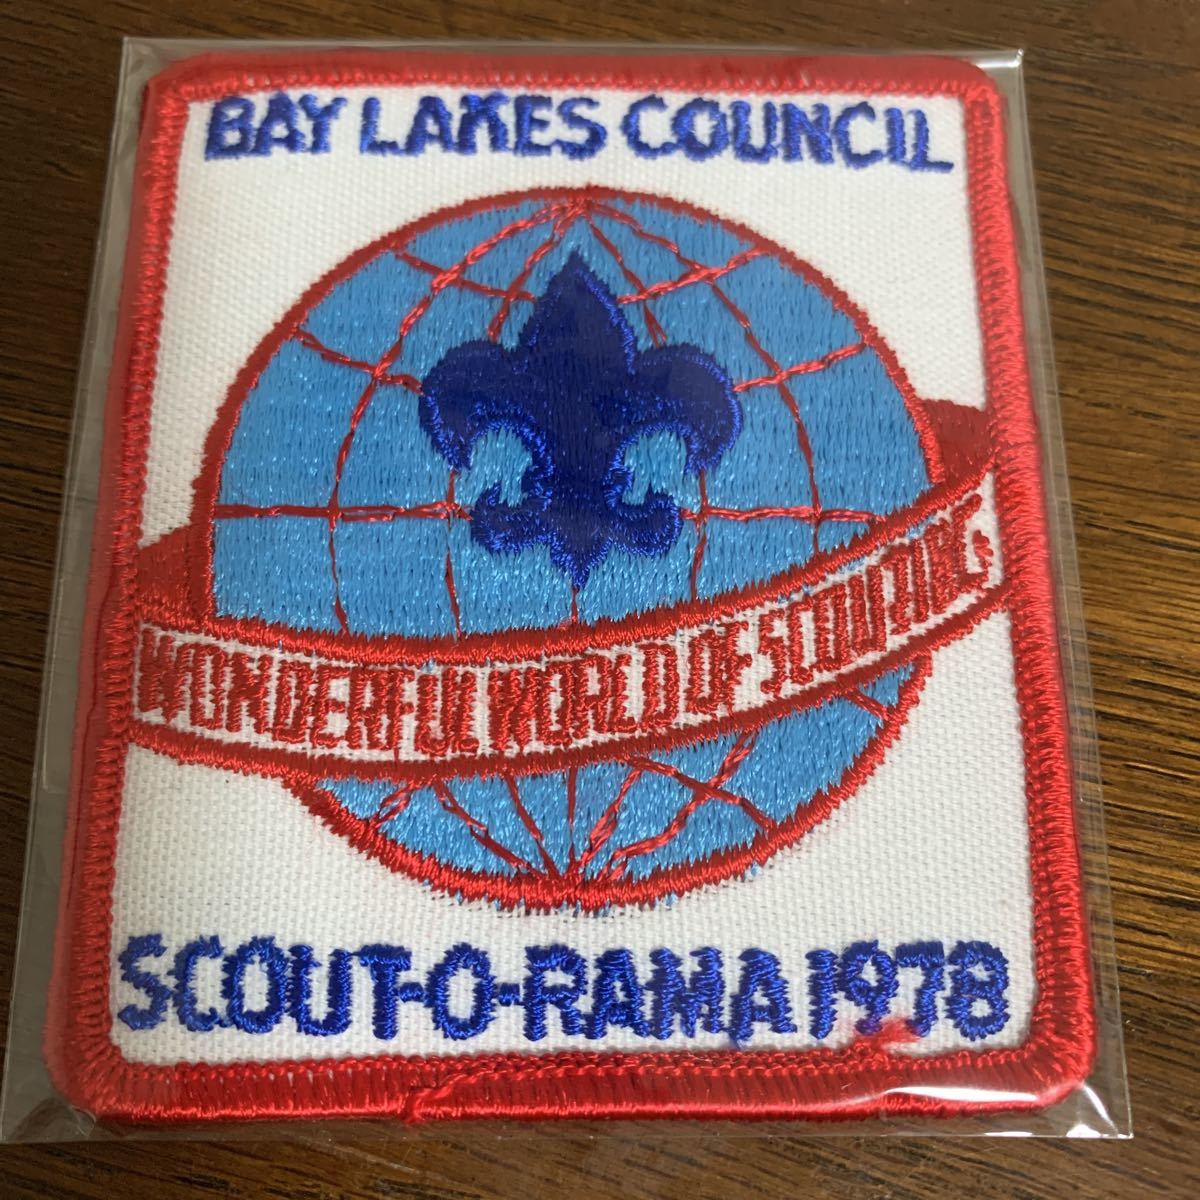 BAY LAKES COUNCIL
WONDERFUL WORLD OF SCOUTING
SCOUT-O-RAMA 1978